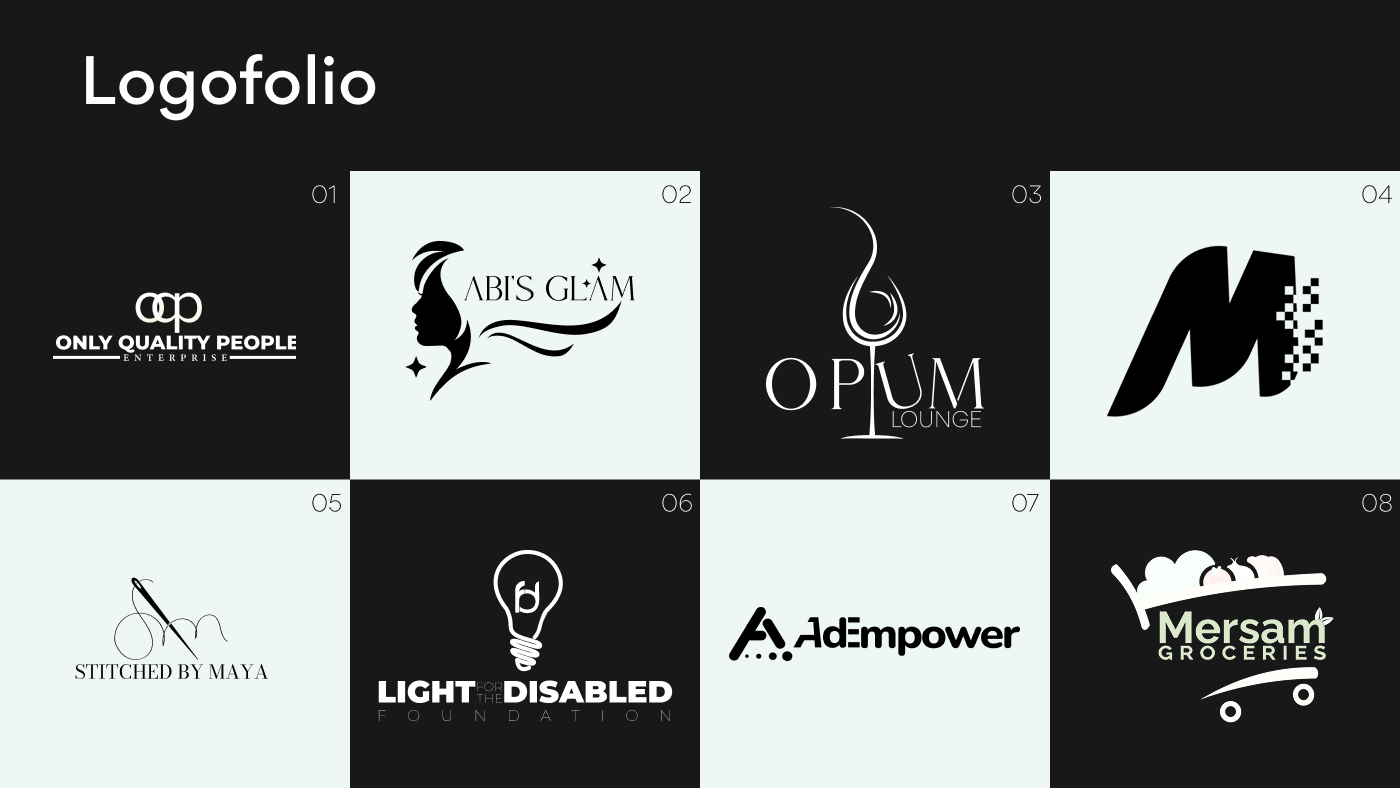 Logofolio
01
oqp
ONLY QUALITY PEOPLE
ENTERPRISE
02
ABI'S GLAM
03
OPIUM
LOUNGE
04
M
05
Sm
STITCHED BY MAYA
06
LIGHT FOR THE DISABLED
FOUNDATION
07
AdEmpower
08
Mersam
GROCERIES